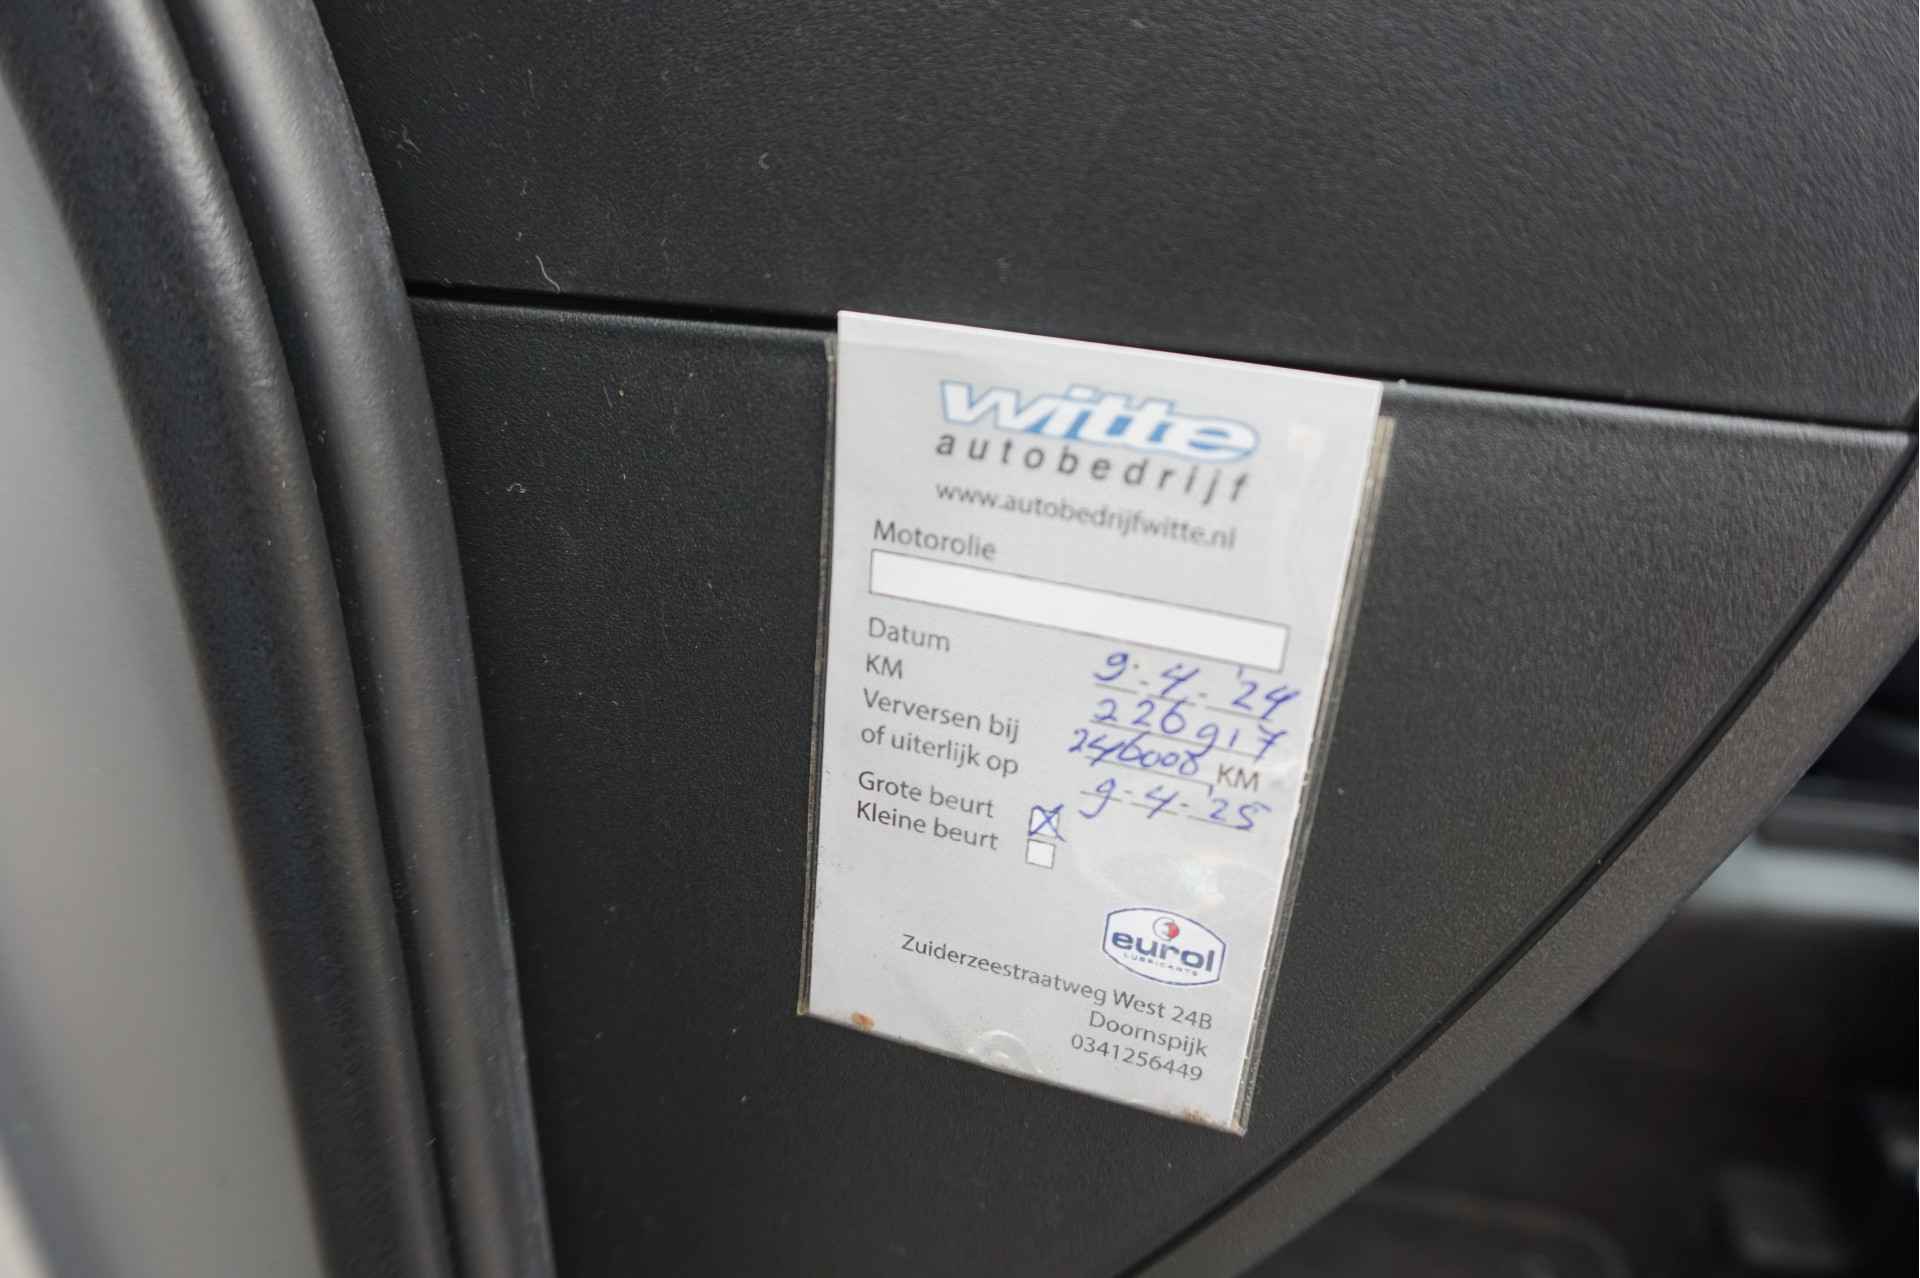 witte
autobedrijf
www.autobedrijfwitte.nl
Motorolie
Datum 9-4-'24
KM 226917
Verversen bij 246000 KM
of uiterlijk op 9-4-'25
Grote beurt X
Kleine beurt
eurol
LUBRICANTS
Zuiderzeestraatweg West 24B
Doornspijk
0341256449